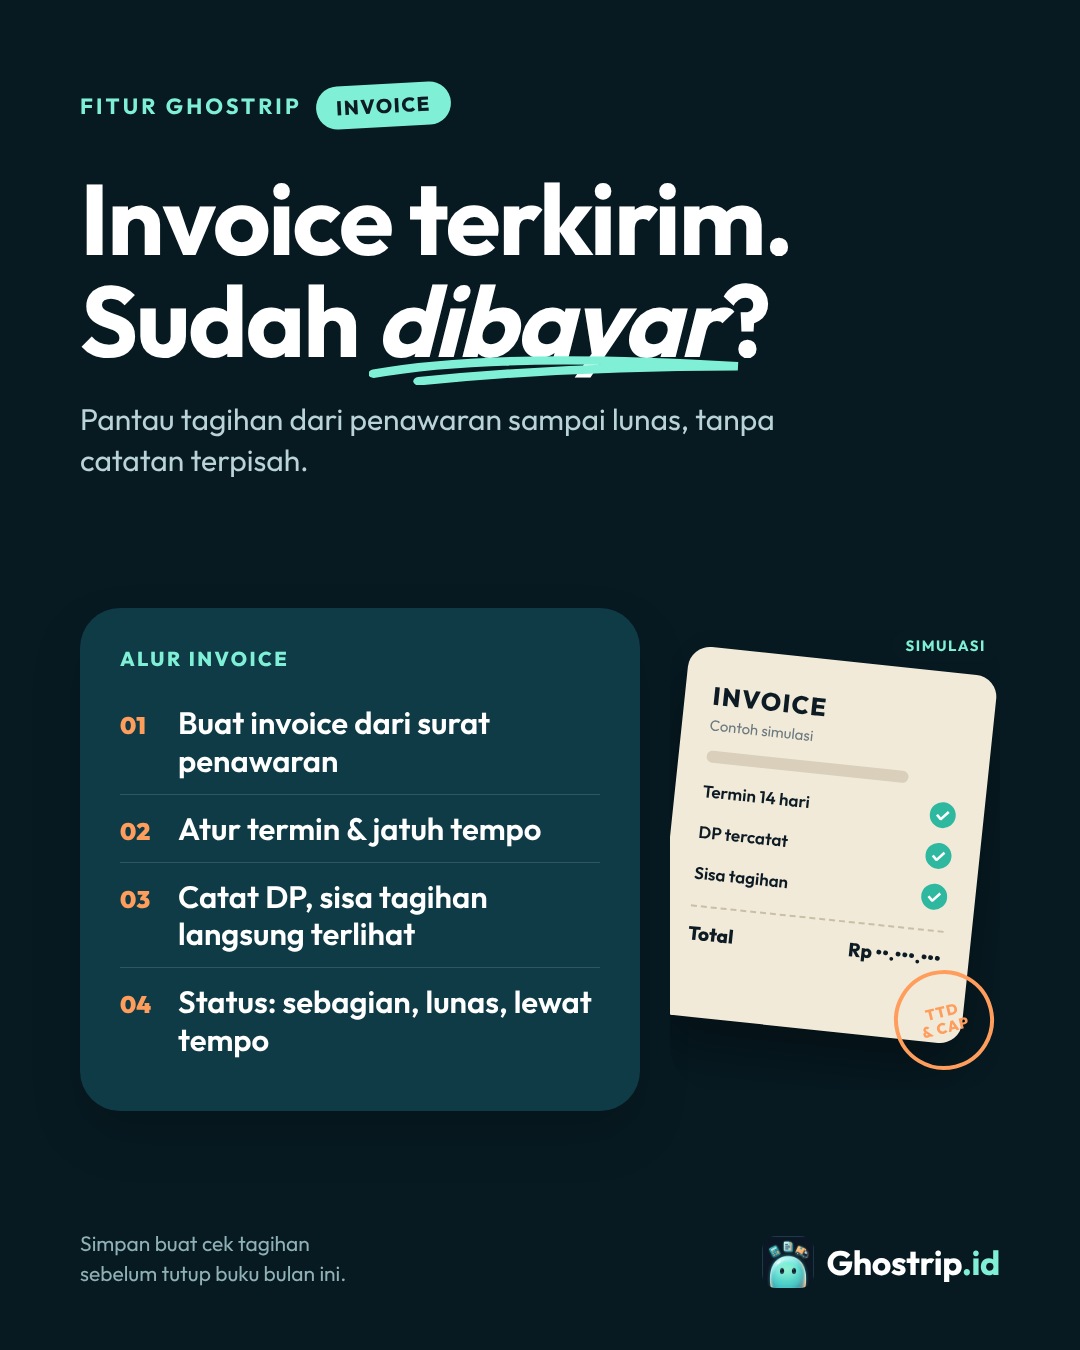 FITUR GHOSTRIP INVOICE
Invoice terkirim.
Sudah dibayar?
Pantau tagihan dari penawaran sampai lunas, tanpa
catatan terpisah.
ALUR INVOICE
01 Buat invoice dari surat
penawaran
02 Atur termin & jatuh tempo
03 Catat DP, sisa tagihan
langsung terlihat
04 Status: sebagian, lunas, lewat
tempo
SIMULASI
INVOICE
Contoh simulasi
Termin 14 hari
DP tercatat
Sisa tagihan
Total Rp ••.•••.•••
TTD
& CAP
Simpan buat cek tagihan
sebelum tutup buku bulan ini.
Ghostrip.id